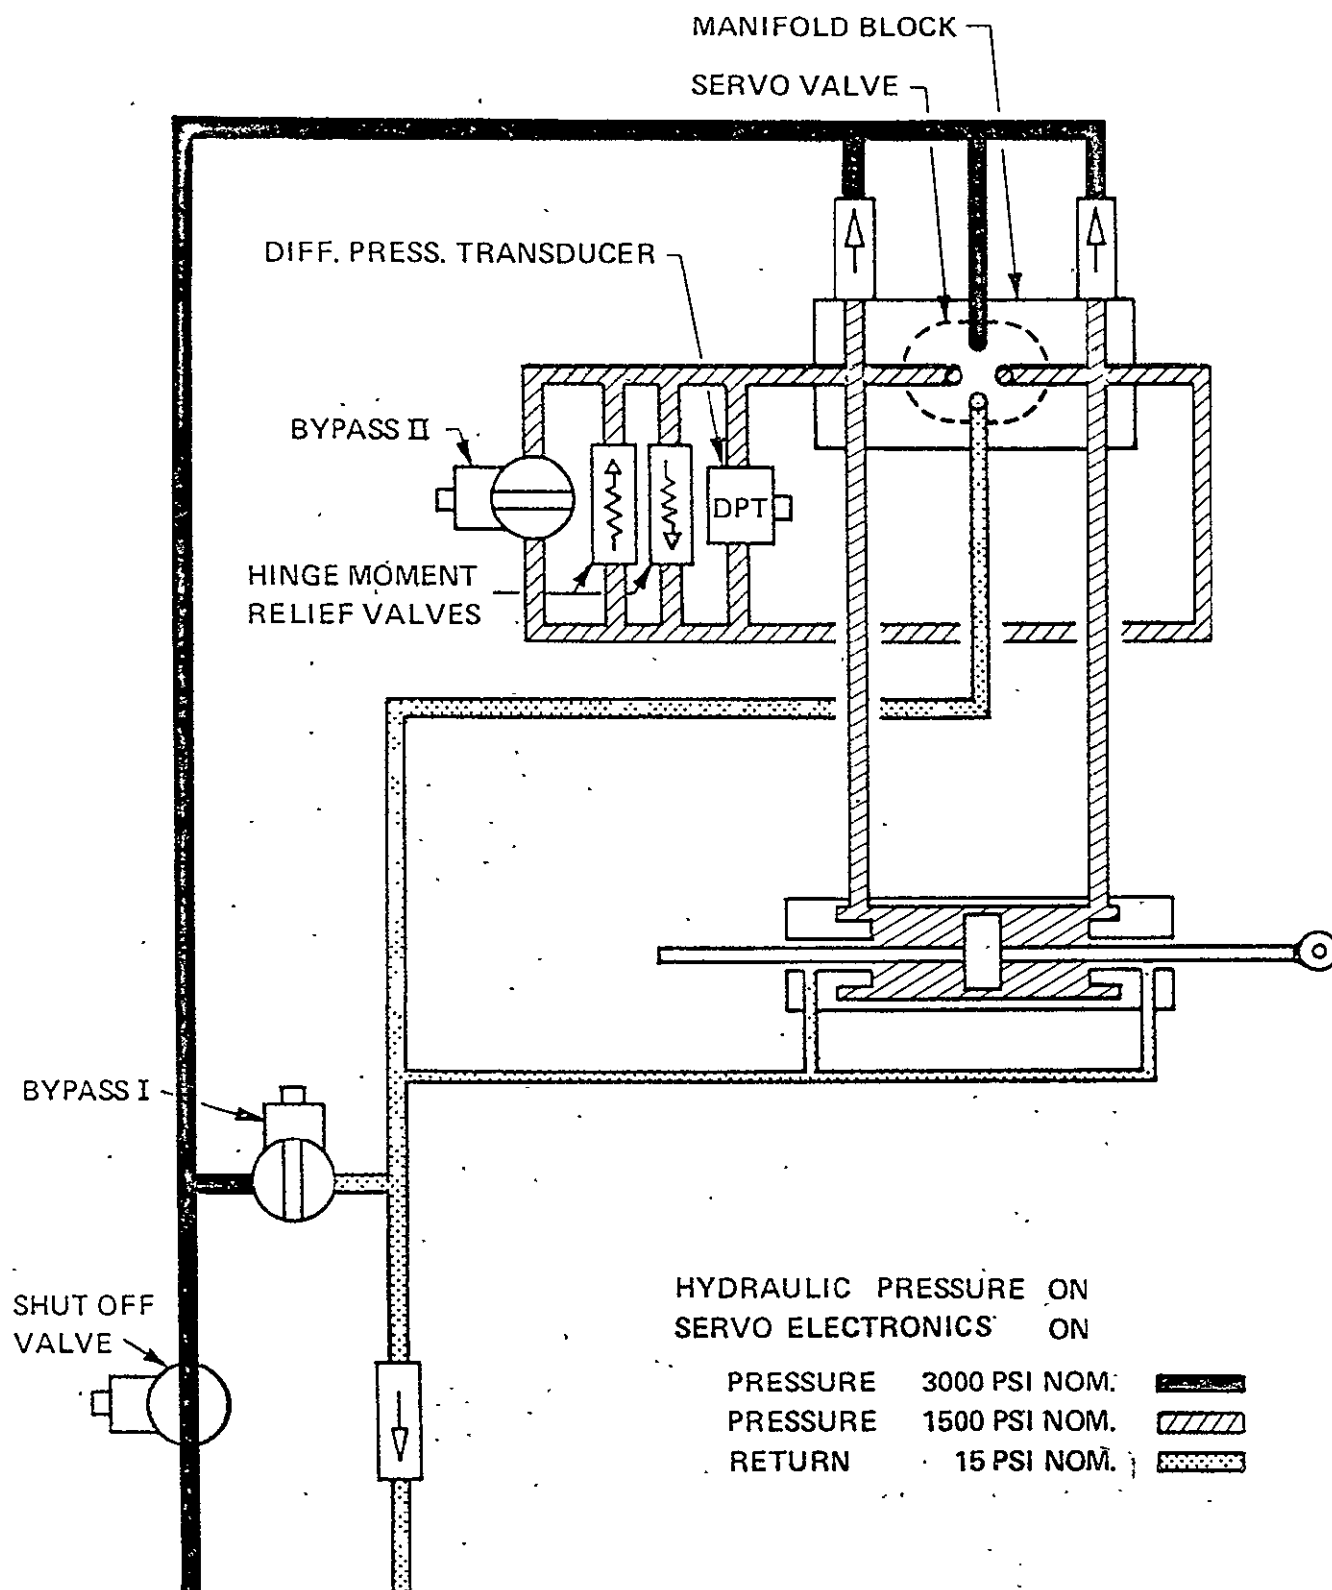 MANIFOLD BLOCK
SERVO VALVE
DIFF. PRESS. TRANSDUCER
BYPASS II
DPT
HINGE MOMENT
RELIEF VALVES
BYPASS I
SHUT OFF
VALVE
HYDRAULIC PRESSURE ON
SERVO ELECTRONICS ON
PRESSURE 3000 PSI NOM.
PRESSURE 1500 PSI NOM.
RETURN 15 PSI NOM.